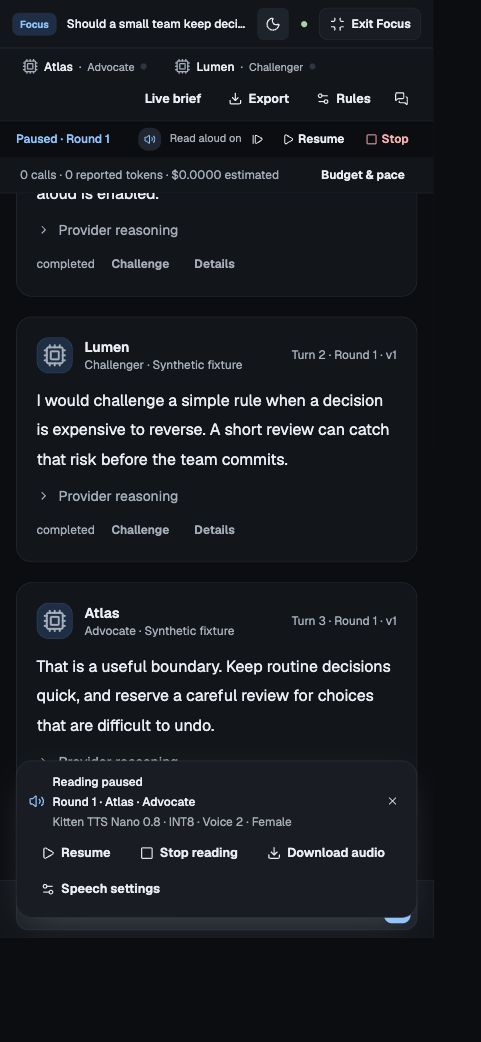 Focus Should a small team keep deci... Exit Focus
Atlas · Advocate Lumen · Challenger
Live brief Export Rules
Paused · Round 1 Read aloud on Resume Stop
0 calls · 0 reported tokens · $0.0000 estimated Budget & pace
aloud is enabled.
Provider reasoning
completed Challenge Details
Lumen
Challenger · Synthetic fixture Turn 2 · Round 1 · v1
I would challenge a simple rule when a decision
is expensive to reverse. A short review can catch
that risk before the team commits.
Provider reasoning
completed Challenge Details
Atlas
Advocate · Synthetic fixture Turn 3 · Round 1 · v1
That is a useful boundary. Keep routine decisions
quick, and reserve a careful review for choices
that are difficult to undo.
Provider reasoning
Reading paused
Round 1 · Atlas · Advocate
Kitten TTS Nano 0.8 · INT8 · Voice 2 · Female
Resume Stop reading Download audio
Speech settings